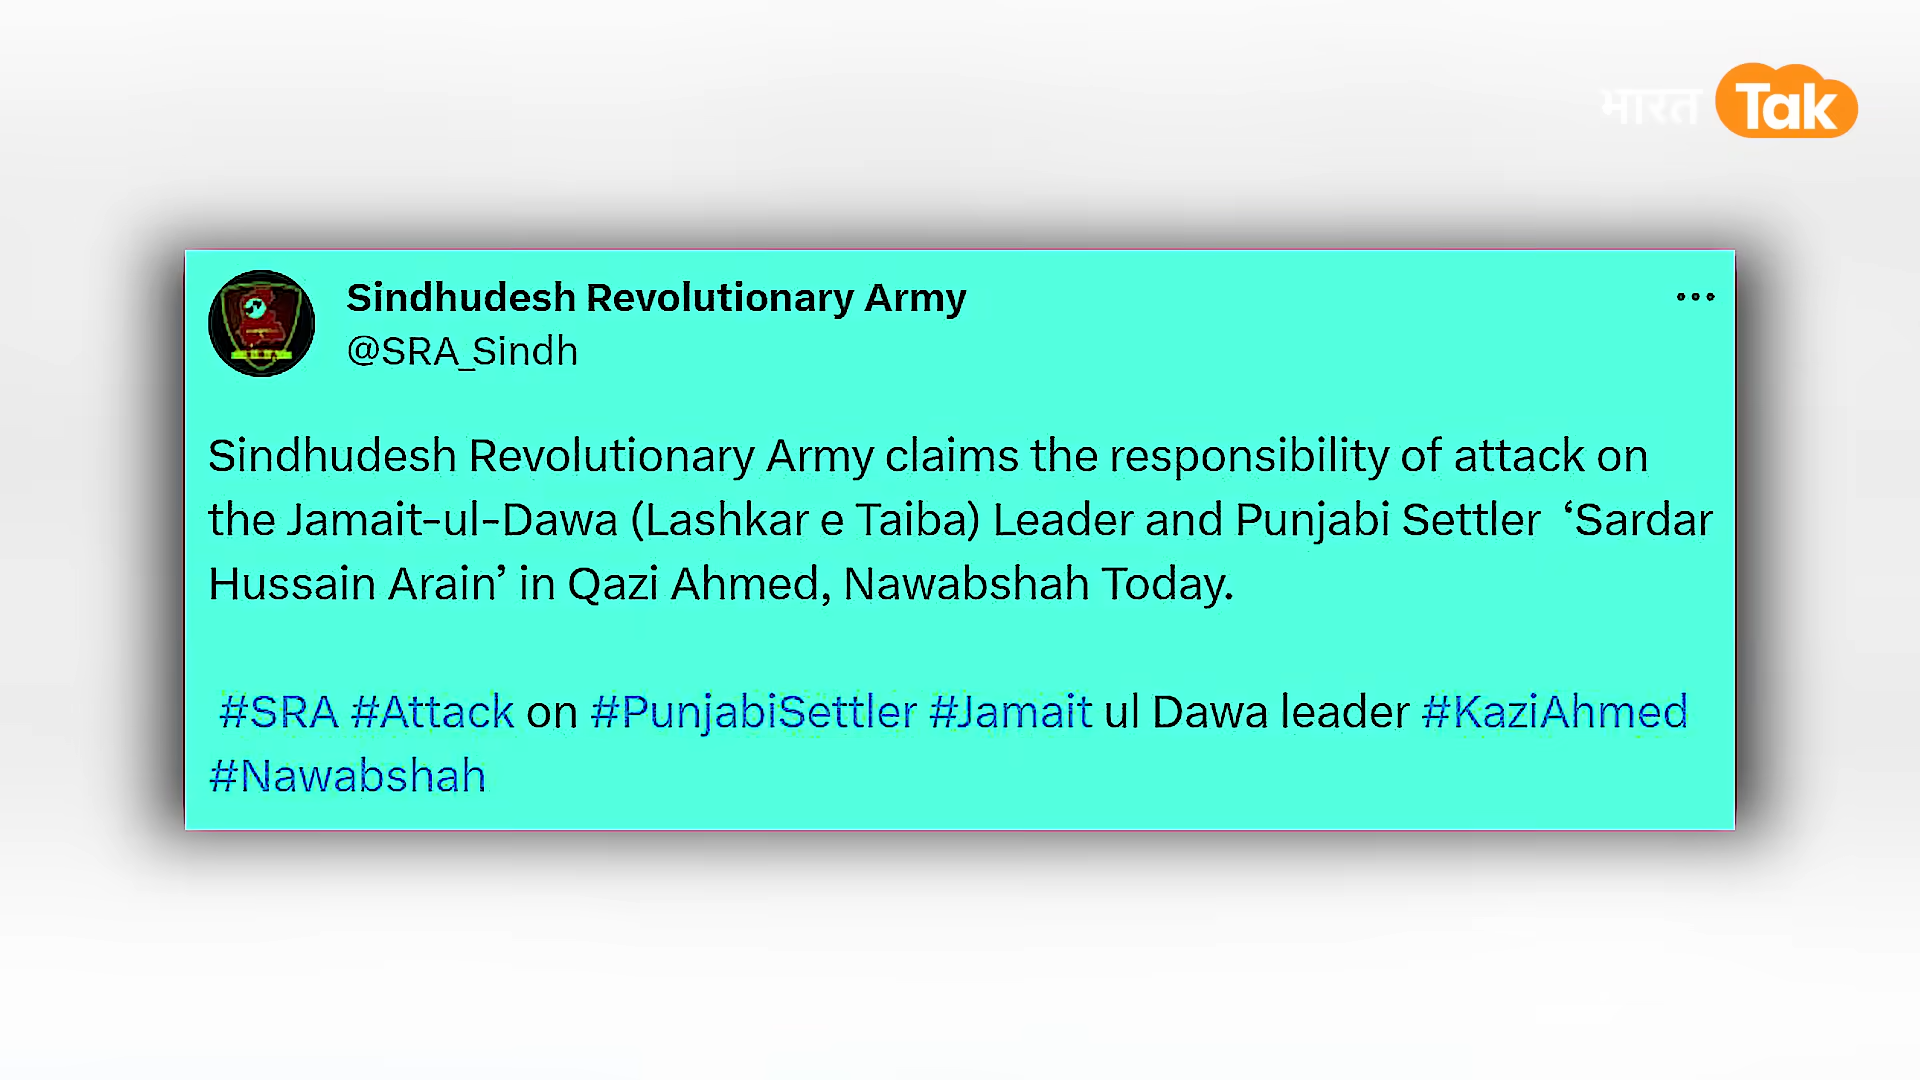 भारत Tak
Sindhudesh Revolutionary Army
@SRA_Sindh
Sindhudesh Revolutionary Army claims the responsibility of attack on
the Jamait-ul-Dawa (Lashkar e Taiba) Leader and Punjabi Settler ‘Sardar
Hussain Arain’ in Qazi Ahmed, Nawabshah Today.
#SRA #Attack on #PunjabiSettler #Jamait ul Dawa leader #KaziAhmed
#Nawabshah